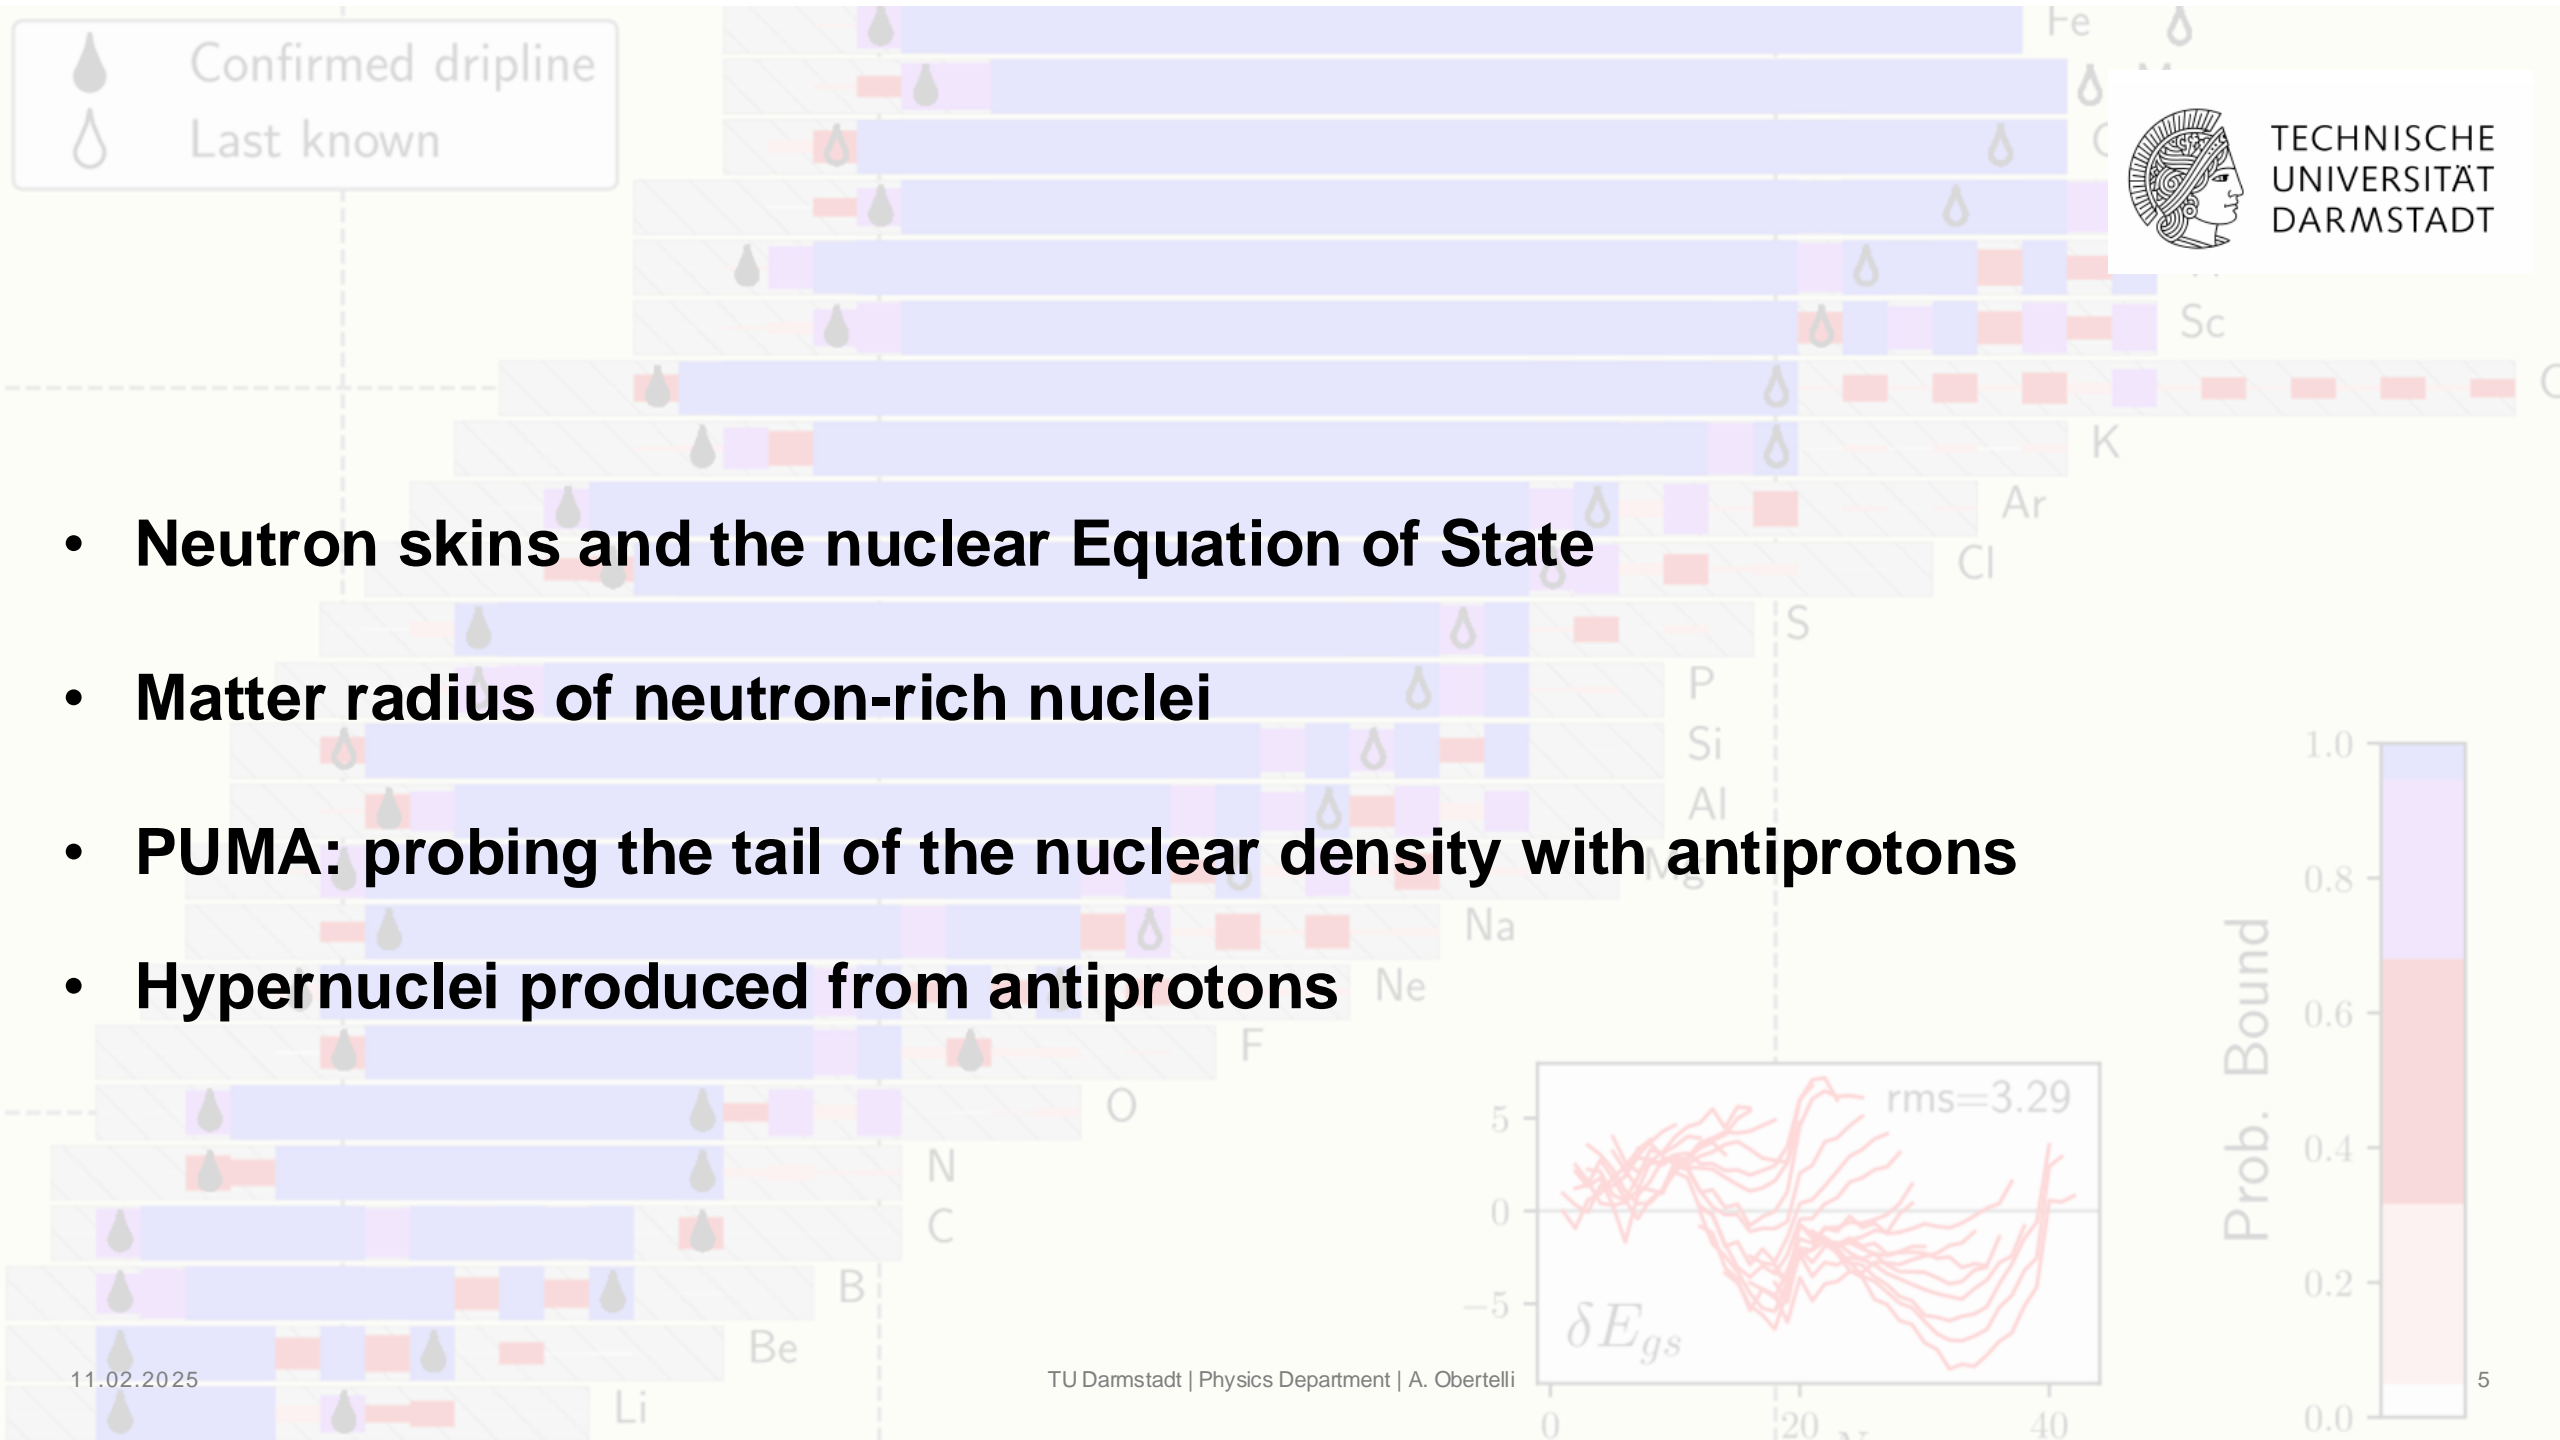 Confirmed dripline
Last known
Fe
TECHNISCHE
UNIVERSITÄT
DARMSTADT
Sc
K
Ar
• Neutron skins and the nuclear Equation of State
Cl
S
P
• Matter radius of neutron-rich nuclei
Si
1.0
Al
• PUMA: probing the tail of the nuclear density with antiprotons
Mg
0.8
Na
• Hypernuclei produced from antiprotons
Ne
Prob. Bound
0.6
F
O
rms=3.29
5
N
0.4
C
0
B
0.2
−5
δE_gs
Be
11.02.2025
TU Darmstadt | Physics Department | A. Obertelli
5
Li
0 20 40
N
0.0